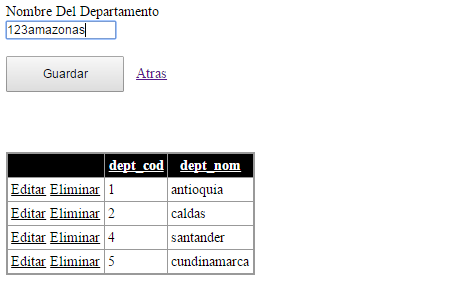 Nombre Del Departamento
123amazonas
Guardar Atras
dept_cod dept_nom
Editar Eliminar 1 antioquia
Editar Eliminar 2 caldas
Editar Eliminar 4 santander
Editar Eliminar 5 cundinamarca